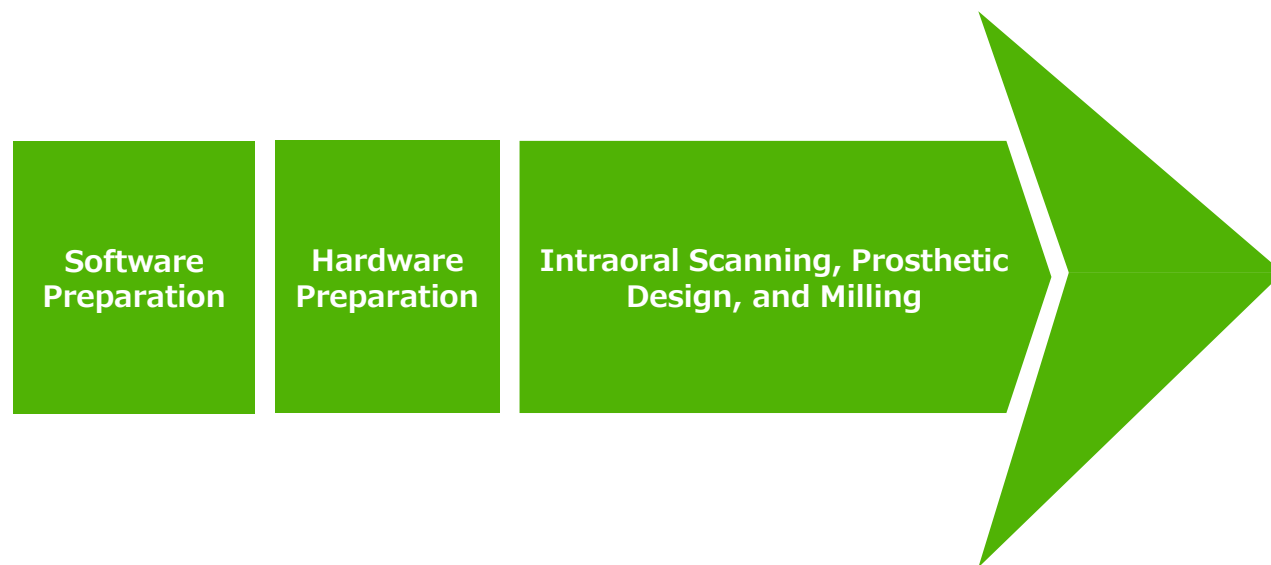 Software
Preparation
Hardware
Preparation
Intraoral Scanning, Prosthetic
Design, and Milling